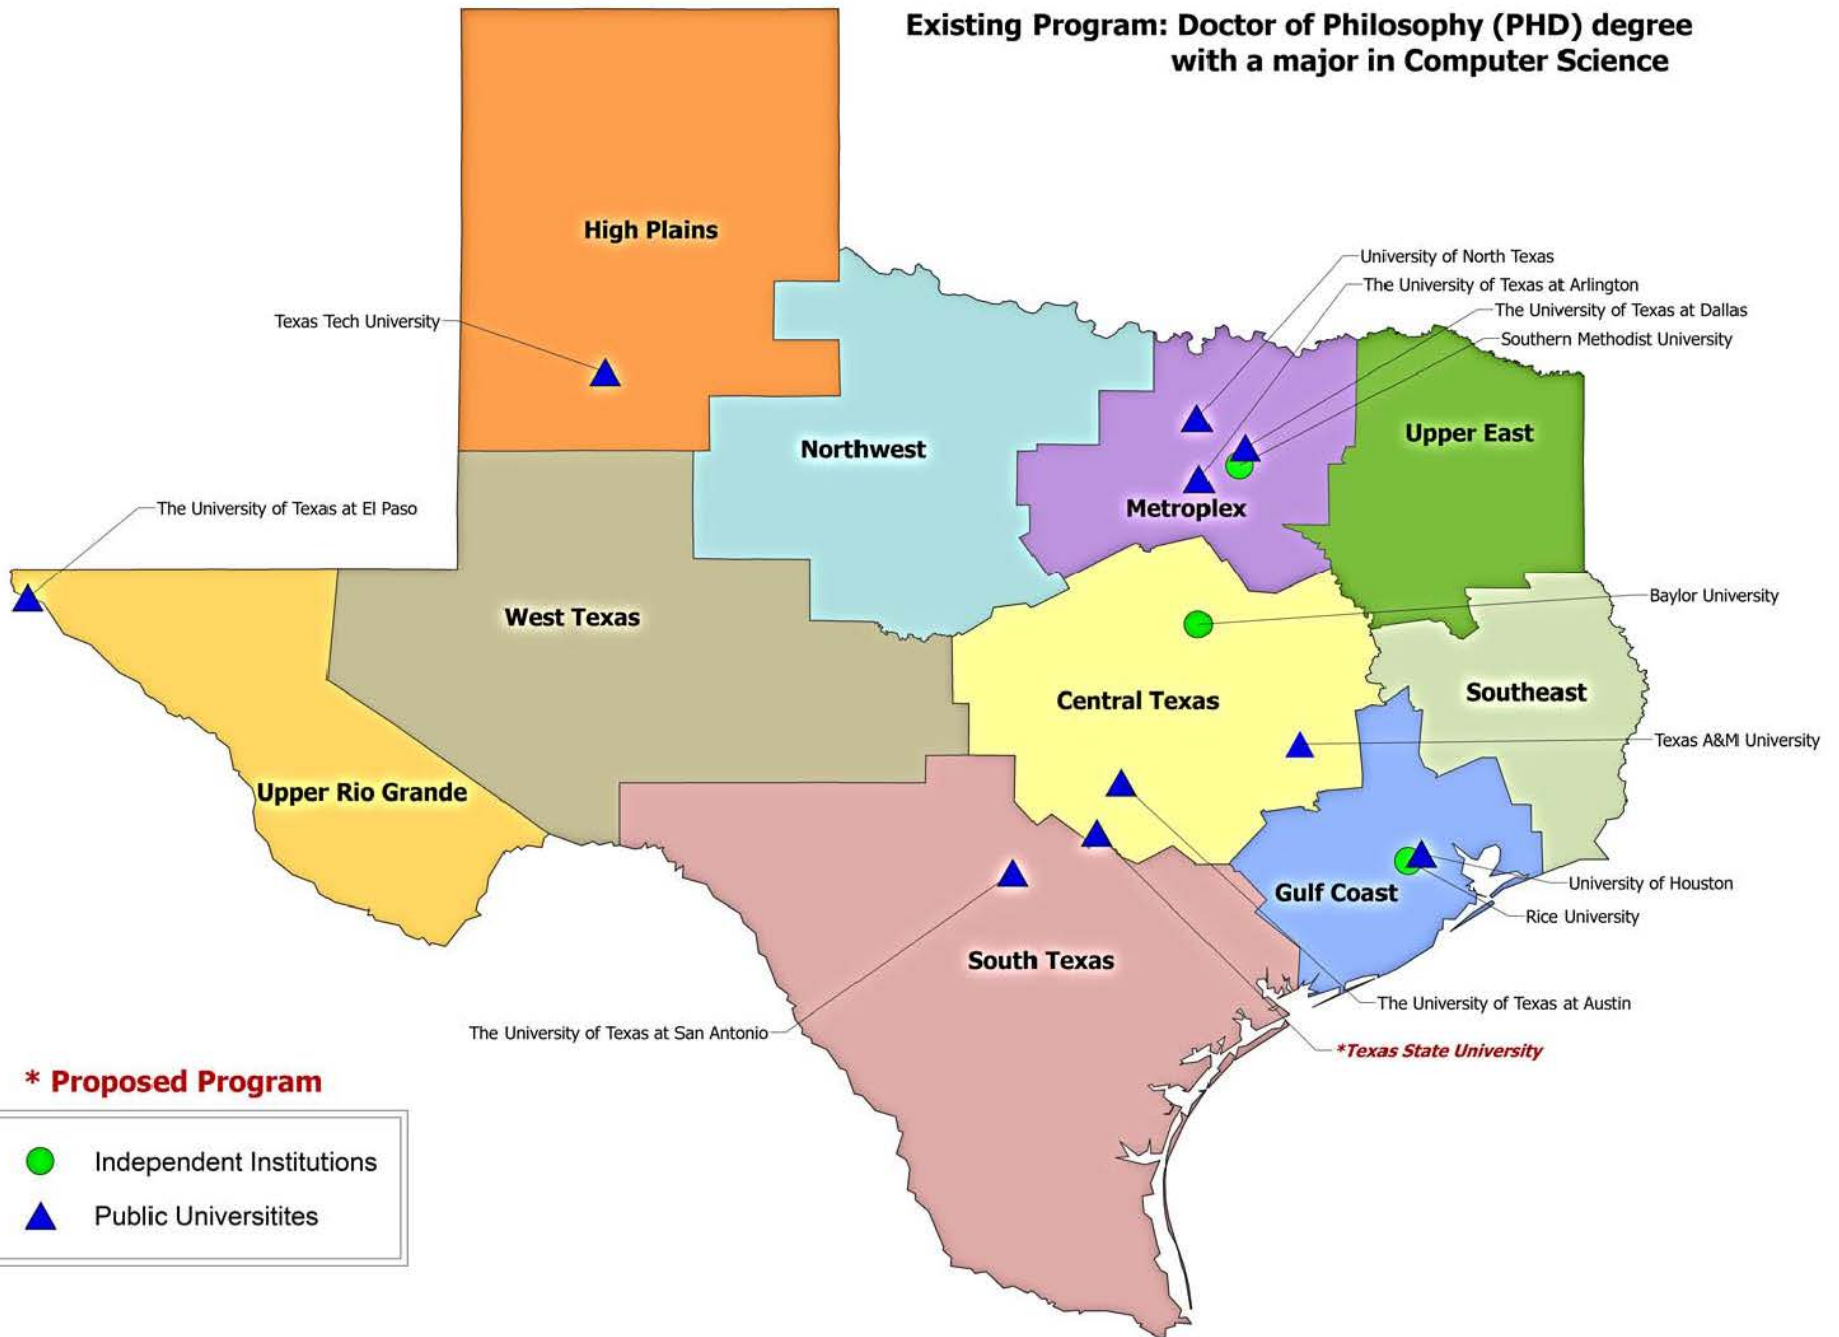 Existing Program: Doctor of Philosophy (PHD) degree
with a major in Computer Science
High Plains
University of North Texas
The University of Texas at Arlington
The University of Texas at Dallas
Texas Tech University
Southern Methodist University
Upper East
Northwest
The University of Texas at El Paso
Metroplex
Baylor University
West Texas
Southeast
Central Texas
Texas A&M University
Upper Rio Grande
University of Houston
Gulf Coast
Rice University
South Texas
The University of Texas at Austin
The University of Texas at San Antonio
*Texas State University
* Proposed Program
Independent Institutions
Public Universitites